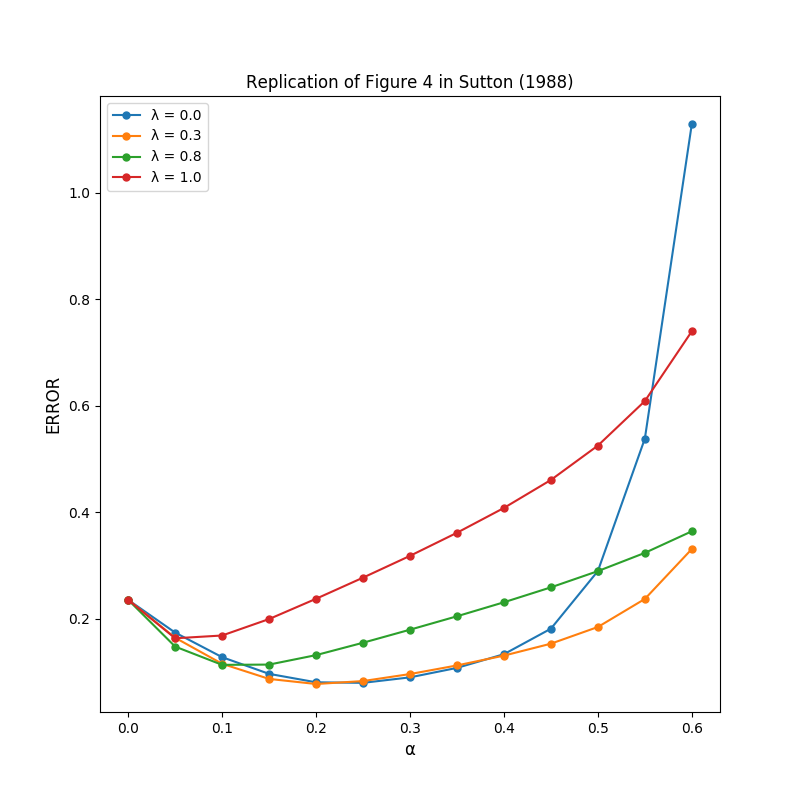 Replication of Figure 4 in Sutton (1988)
λ = 0.0
λ = 0.3
λ = 0.8
λ = 1.0
1.0
0.8
0.6
0.4
0.2
ERROR
0.0 0.1 0.2 0.3 0.4 0.5 0.6
α